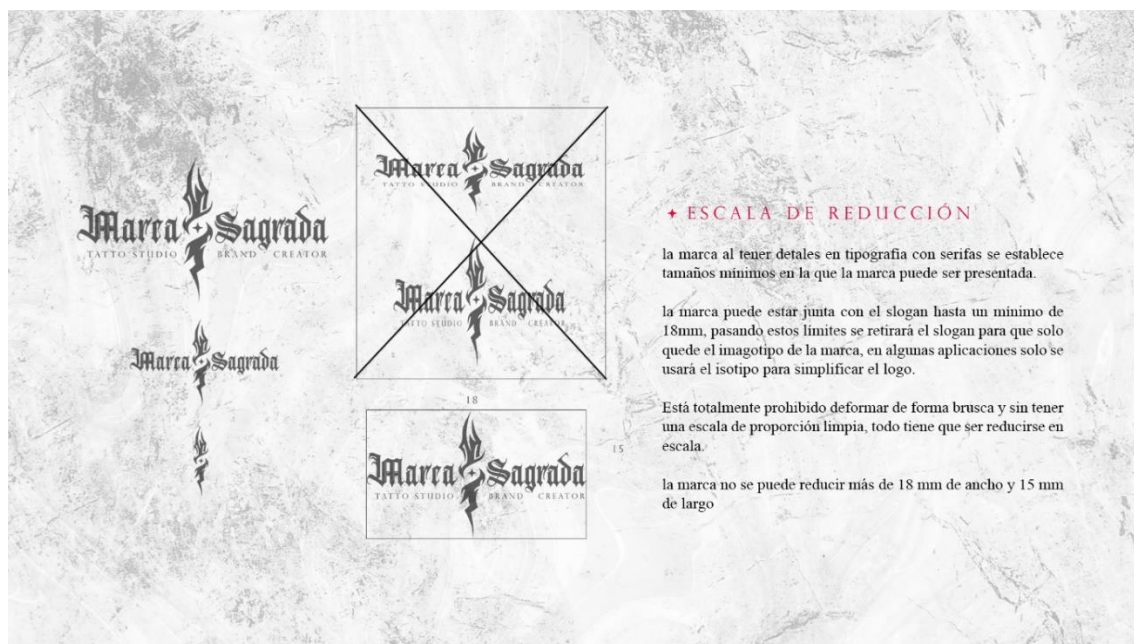 Marca Sagrada
TATTO STUDIO BRAND CREATOR
Marca Sagrada
Marca Sagrada
TATTO STUDIO BRAND CREATOR
Marca Sagrada
TATTO STUDIO BRAND CREATOR
18
Marca Sagrada
TATTO STUDIO BRAND CREATOR
15
ESCALA DE REDUCCIÓN
la marca al tener detales en tipografia con serifas se establece
tamaños mínimos en la que la marca puede ser presentada.
la marca puede estar junta con el slogan hasta un mínimo de
18mm, pasando estos límites se retirará el slogan para que solo
quede el imagotipo de la marca, en algunas aplicaciones solo se
usará el isotipo para simplificar el logo.
Está totalmente prohibido deformar de forma brusca y sin tener
una escala de proporción limpia, todo tiene que ser reducirse en
escala.
la marca no se puede reducir más de 18 mm de ancho y 15 mm
de largo